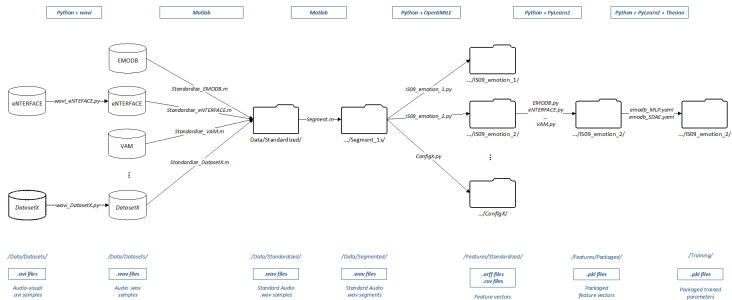 Python + wavi
Matlab
Matlab
Python + OpenSMILE
Python + PyLearn2
Python + PyLearn2 + Theano
EMODB
eNTERFACE
wavi_eNTERFACE.py
eNTERFACE
VAM
...
DatasetX
wavi_DatasetX.py
DatasetX
Standardize_EMODB.m
Standardize_eNTERFACE.m
Standardize_VAM.m
Standardize_DatasetX.m
Data/Standardized/
Segment.m
.../Segment_1s/
IS09_emotion_1.py
IS09_emotion_2.py
ConfigX.py
.../IS09_emotion_1/
.../IS09_emotion_2/
...
.../ConfigX/
EMODB.py
eNTERFACE.py
...
VAM.py
.../IS09_emotion_2/
emodb_MLP.yaml
emodb_SDAE.yaml
.../IS09_emotion_2/
/Data/Datasets/
.avi files
Audio-visual
.avi samples
/Data/Datasets/
.wav files
Audio .wav
samples
/Data/Standardized/
.wav files
Standard Audio
.wav samples
/Data/Segmented/
.wav files
Standard Audio
.wav segments
/Features/Standardized/
.arff files
.csv files
Feature vectors
/Features/Packaged/
.pkl files
Packaged
feature vectors
/Training/
.pkl files
Packaged trained
parameters